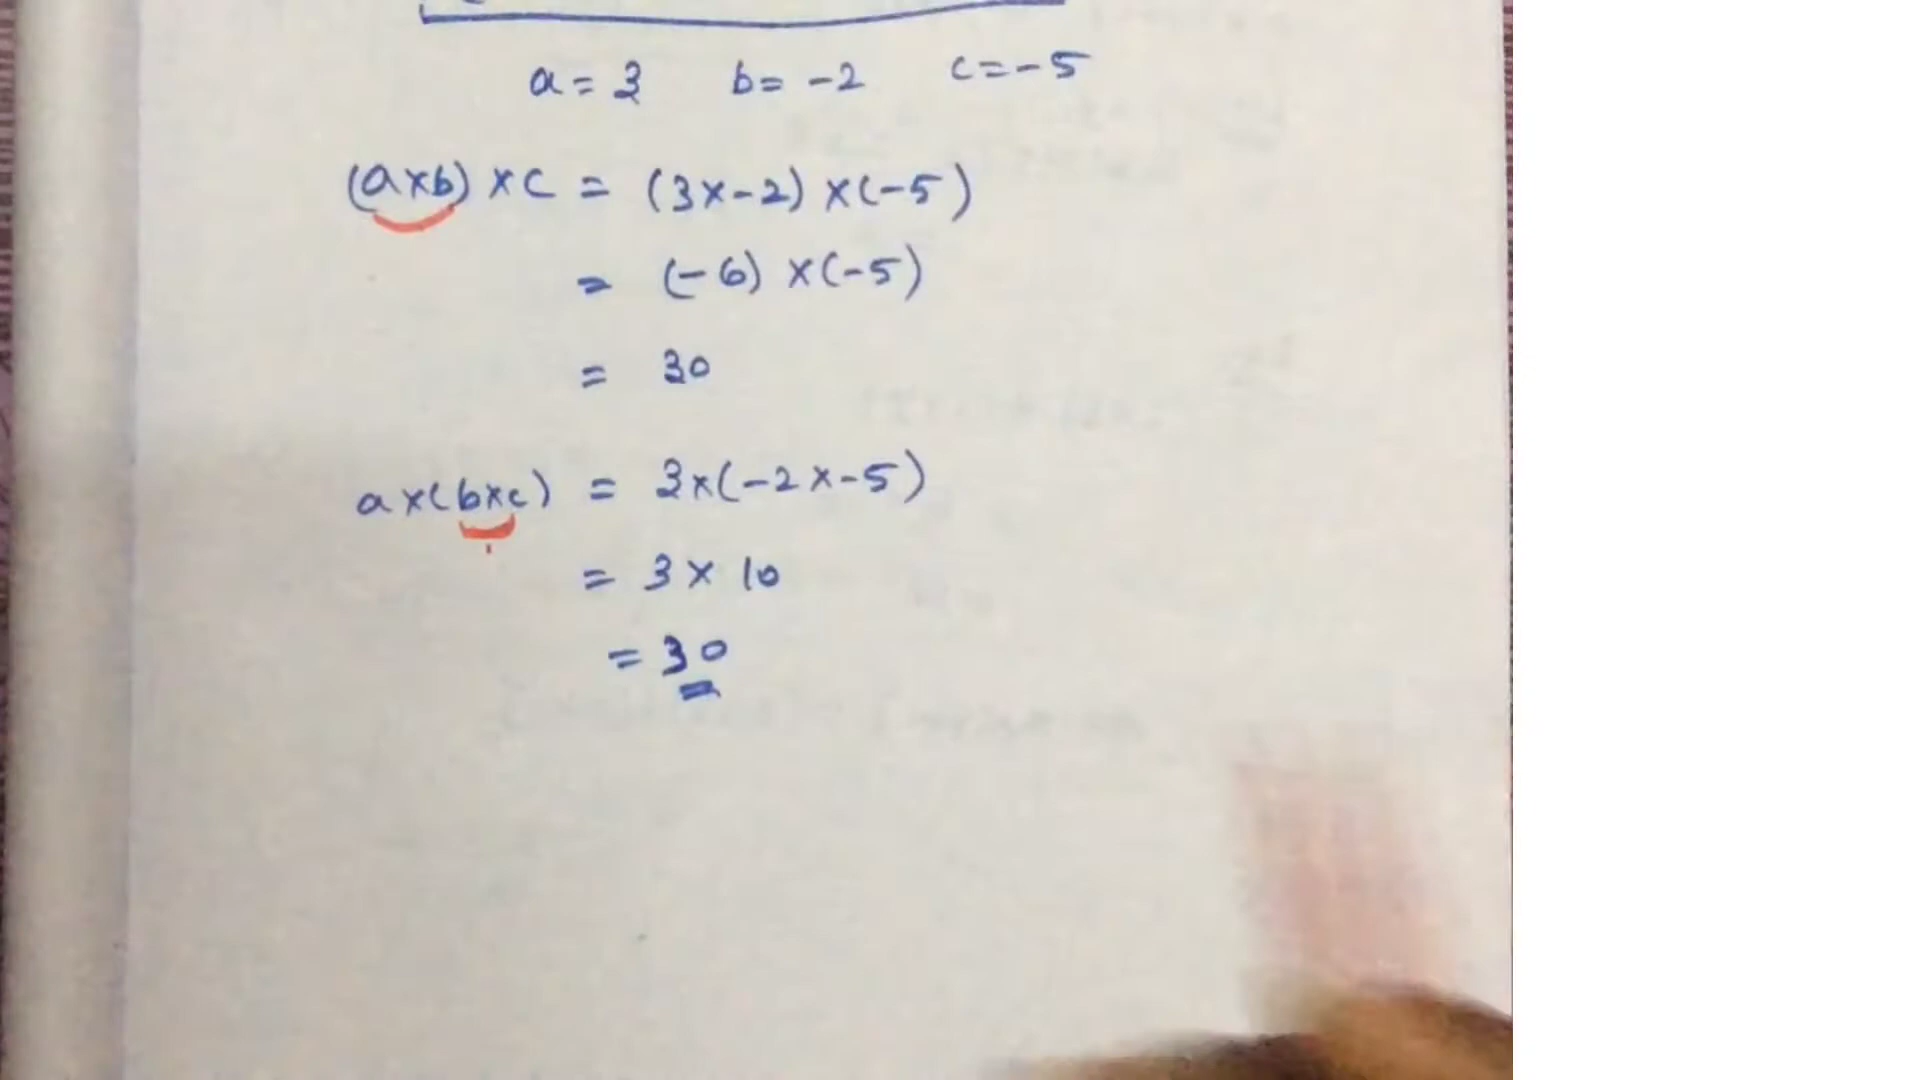 a = 3 b = -2 c = -5
(a×b) × c = (3×-2) ×(-5)
= (-6) ×(-5)
= 30
a×(b×c) = 3×(-2×-5)
= 3× 10
= 30